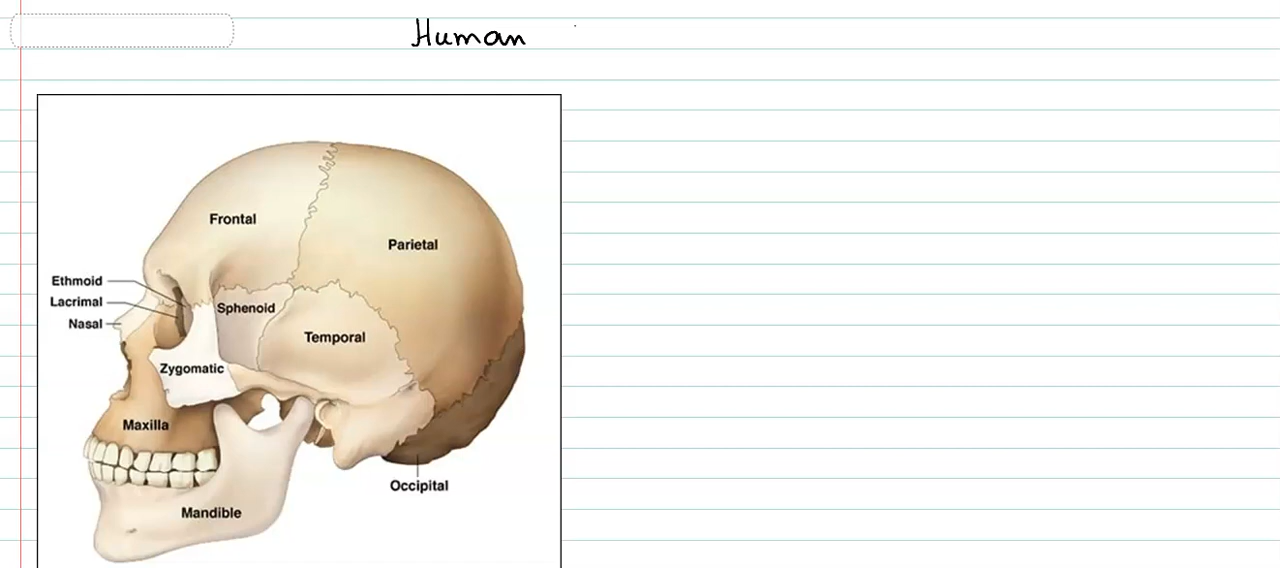 Human
Frontal
Parietal
Ethmoid
Lacrimal
Nasal
Sphenoid
Temporal
Zygomatic
Maxilla
Occipital
Mandible